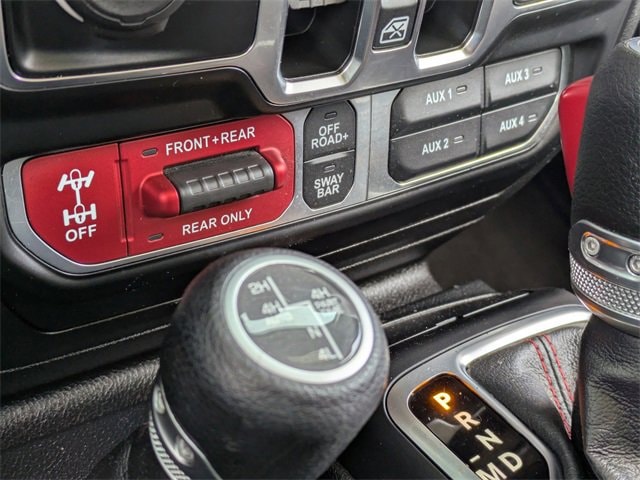 FRONT+REAR
OFF
REAR ONLY
OFF
ROAD+
SWAY
BAR
AUX 1
AUX 2
AUX 3
AUX 4
2H
4H
4H
N
4L
P
R
N
D
M